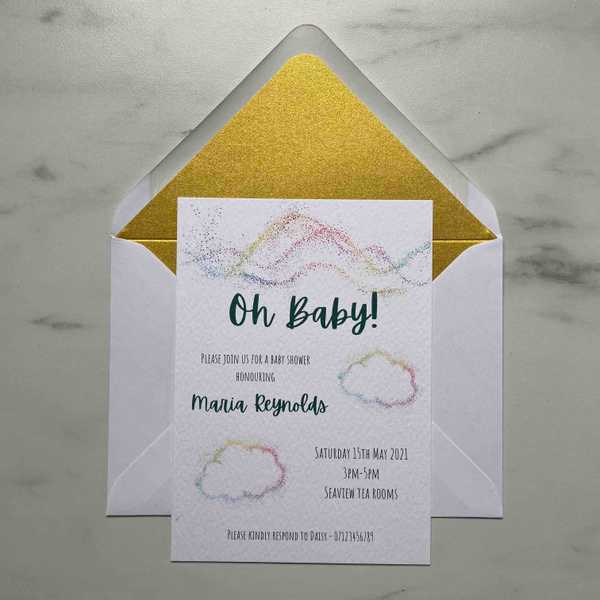 Oh Baby!
Please join us for a baby shower
honouring
Maria Reynolds
Saturday 15th May 2021
3pm-5pm
Seaview tea rooms
Please kindly respond to Daisy - 07123456789